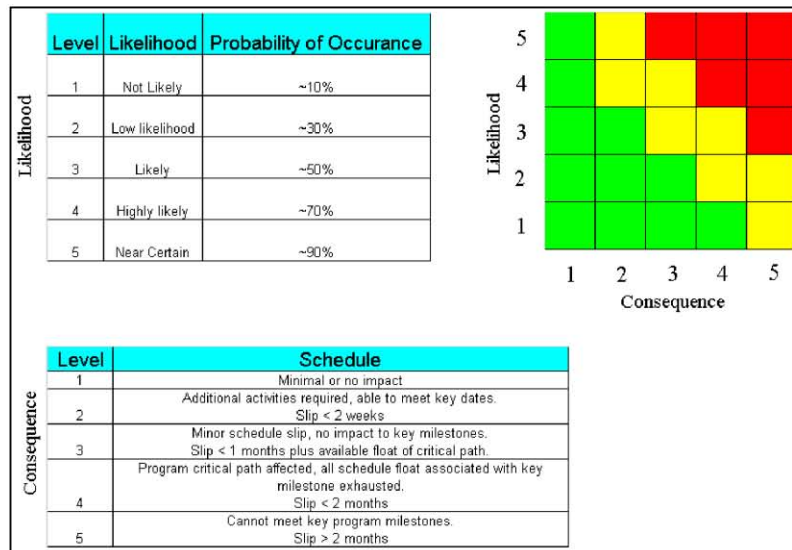 Likelihood
Level Likelihood Probability of Occurance
1 Not Likely ~10%
2 Low likelihood ~30%
3 Likely ~50%
4 Highly likely ~70%
5 Near Certain ~90%
Likelihood
5
4
3
2
1
1 2 3 4 5
Consequence
Consequence
Level Schedule
1 Minimal or no impact
Additional activities required, able to meet key dates.
2 Slip < 2 weeks
Minor schedule slip, no impact to key milestones.
3 Slip < 1 months plus available float of critical path.
Program critical path affected, all schedule float associated with key
milestone exhausted.
4 Slip < 2 months
Cannot meet key program milestones.
5 Slip > 2 months